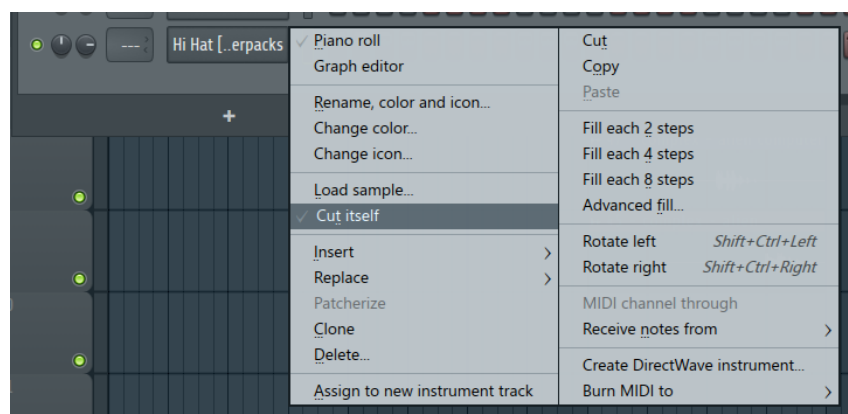 --- Hi Hat [..erpacks
+
Piano roll
Graph editor
Rename, color and icon...
Change color...
Change icon...
Load sample...
Cut itself
Insert
Replace
Patcherize
Clone
Delete...
Assign to new instrument track
Cut
Copy
Paste
Fill each 2 steps
Fill each 4 steps
Fill each 8 steps
Advanced fill...
Rotate left Shift+Ctrl+Left
Rotate right Shift+Ctrl+Right
MIDI channel through
Receive notes from
Create DirectWave instrument...
Burn MIDI to